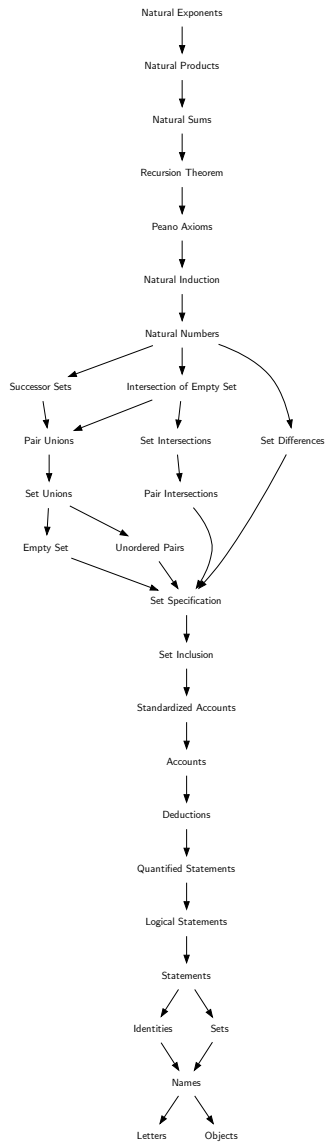 Natural Exponents
Natural Products
Natural Sums
Recursion Theorem
Peano Axioms
Natural Induction
Natural Numbers
Successor Sets
Intersection of Empty Set
Pair Unions
Set Intersections
Set Differences
Set Unions
Pair Intersections
Empty Set
Unordered Pairs
Set Specification
Set Inclusion
Standardized Accounts
Accounts
Deductions
Quantified Statements
Logical Statements
Statements
Identities
Sets
Names
Letters
Objects